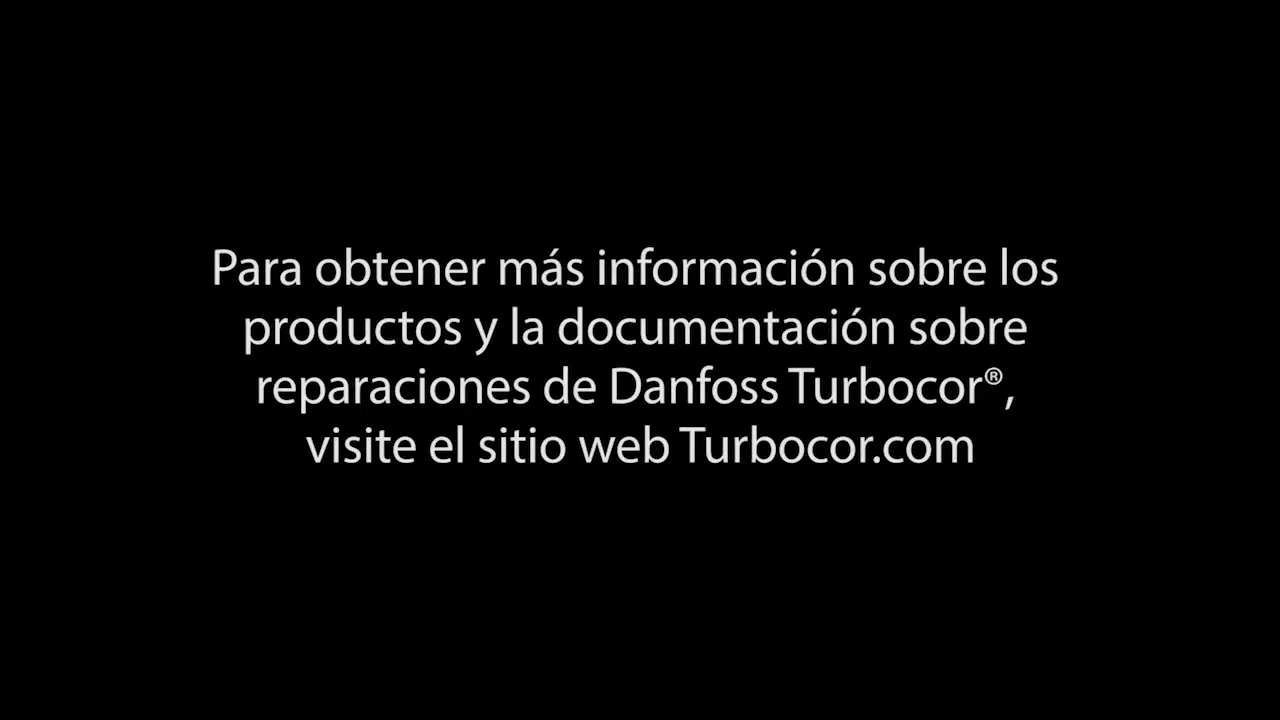 Para obtener más información sobre los
productos y la documentación sobre
reparaciones de Danfoss Turbocor®,
visite el sitio web Turbocor.com